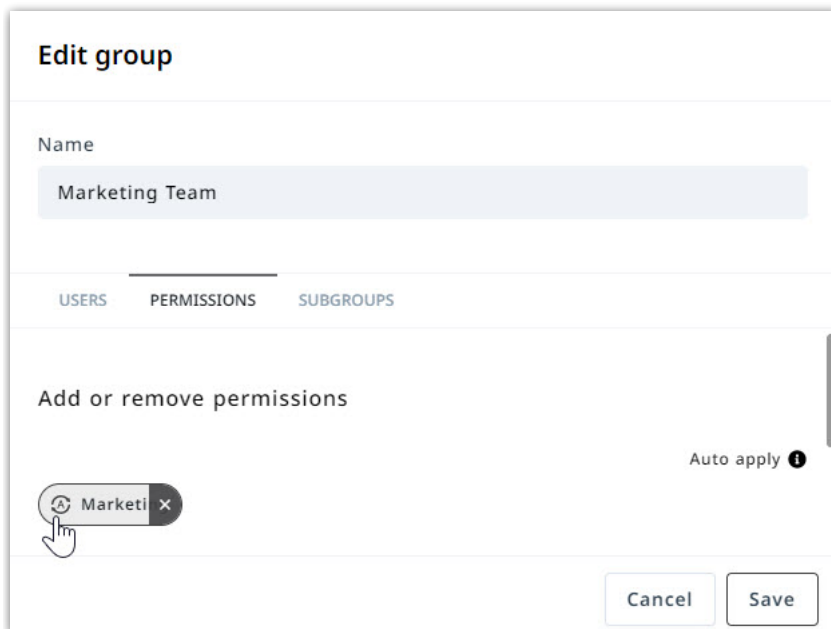 Edit group
Name
Marketing Team
USERS PERMISSIONS SUBGROUPS
Add or remove permissions
Auto apply
A Marketi
Cancel Save